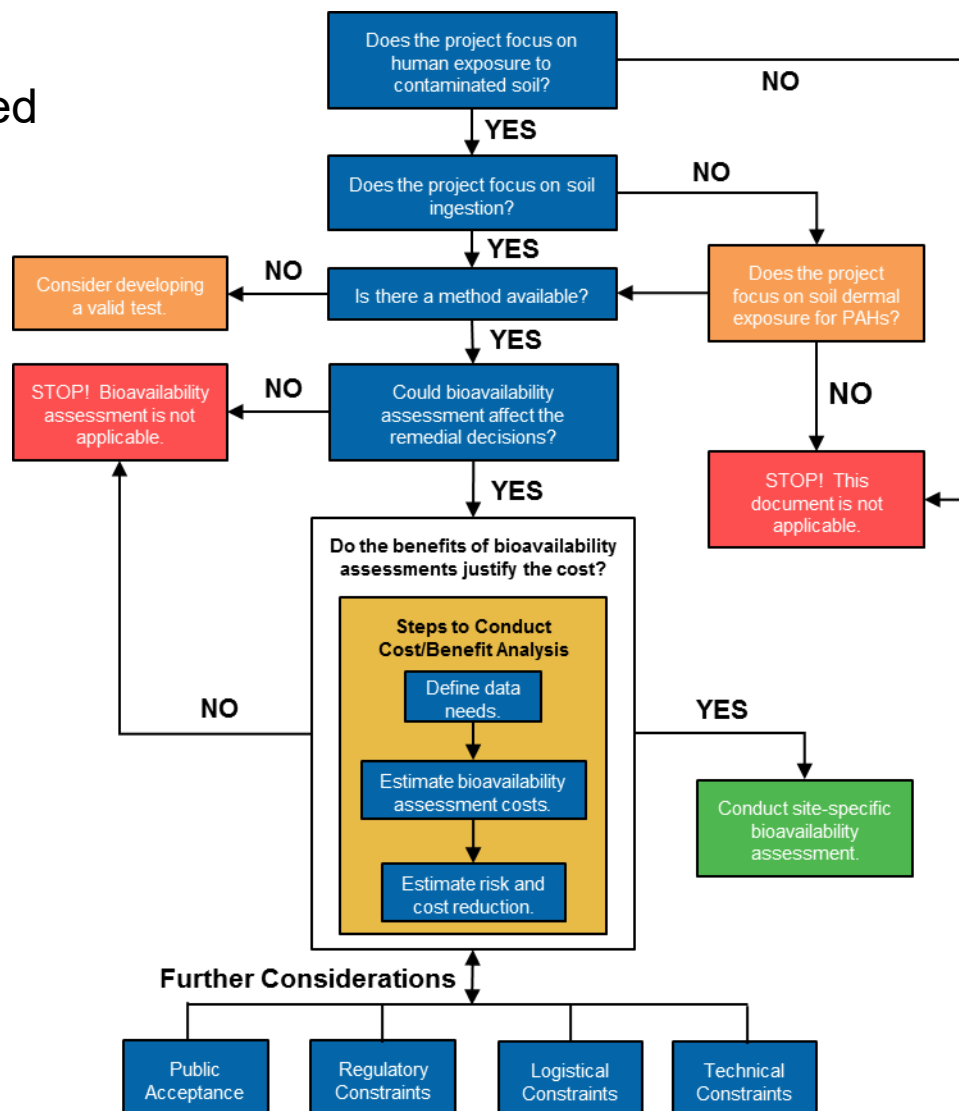 ed
Does the project focus on
human exposure to
contaminated soil?
NO
YES
Does the project focus on soil
ingestion?
NO
YES
Consider developing
a valid test.
NO
Is there a method available?
Does the project
focus on soil dermal
exposure for PAHs?
YES
STOP! Bioavailability
assessment is not
applicable.
NO
Could bioavailability
assessment affect the
remedial decisions?
NO
YES
STOP! This
document is not
applicable.
Do the benefits of bioavailability
assessments justify the cost?
Steps to Conduct
Cost/Benefit Analysis
Define data
needs.
NO
YES
Estimate bioavailability
assessment costs.
Conduct site-specific
bioavailability
assessment.
Estimate risk and
cost reduction.
Further Considerations
Public
Acceptance
Regulatory
Constraints
Logistical
Constraints
Technical
Constraints